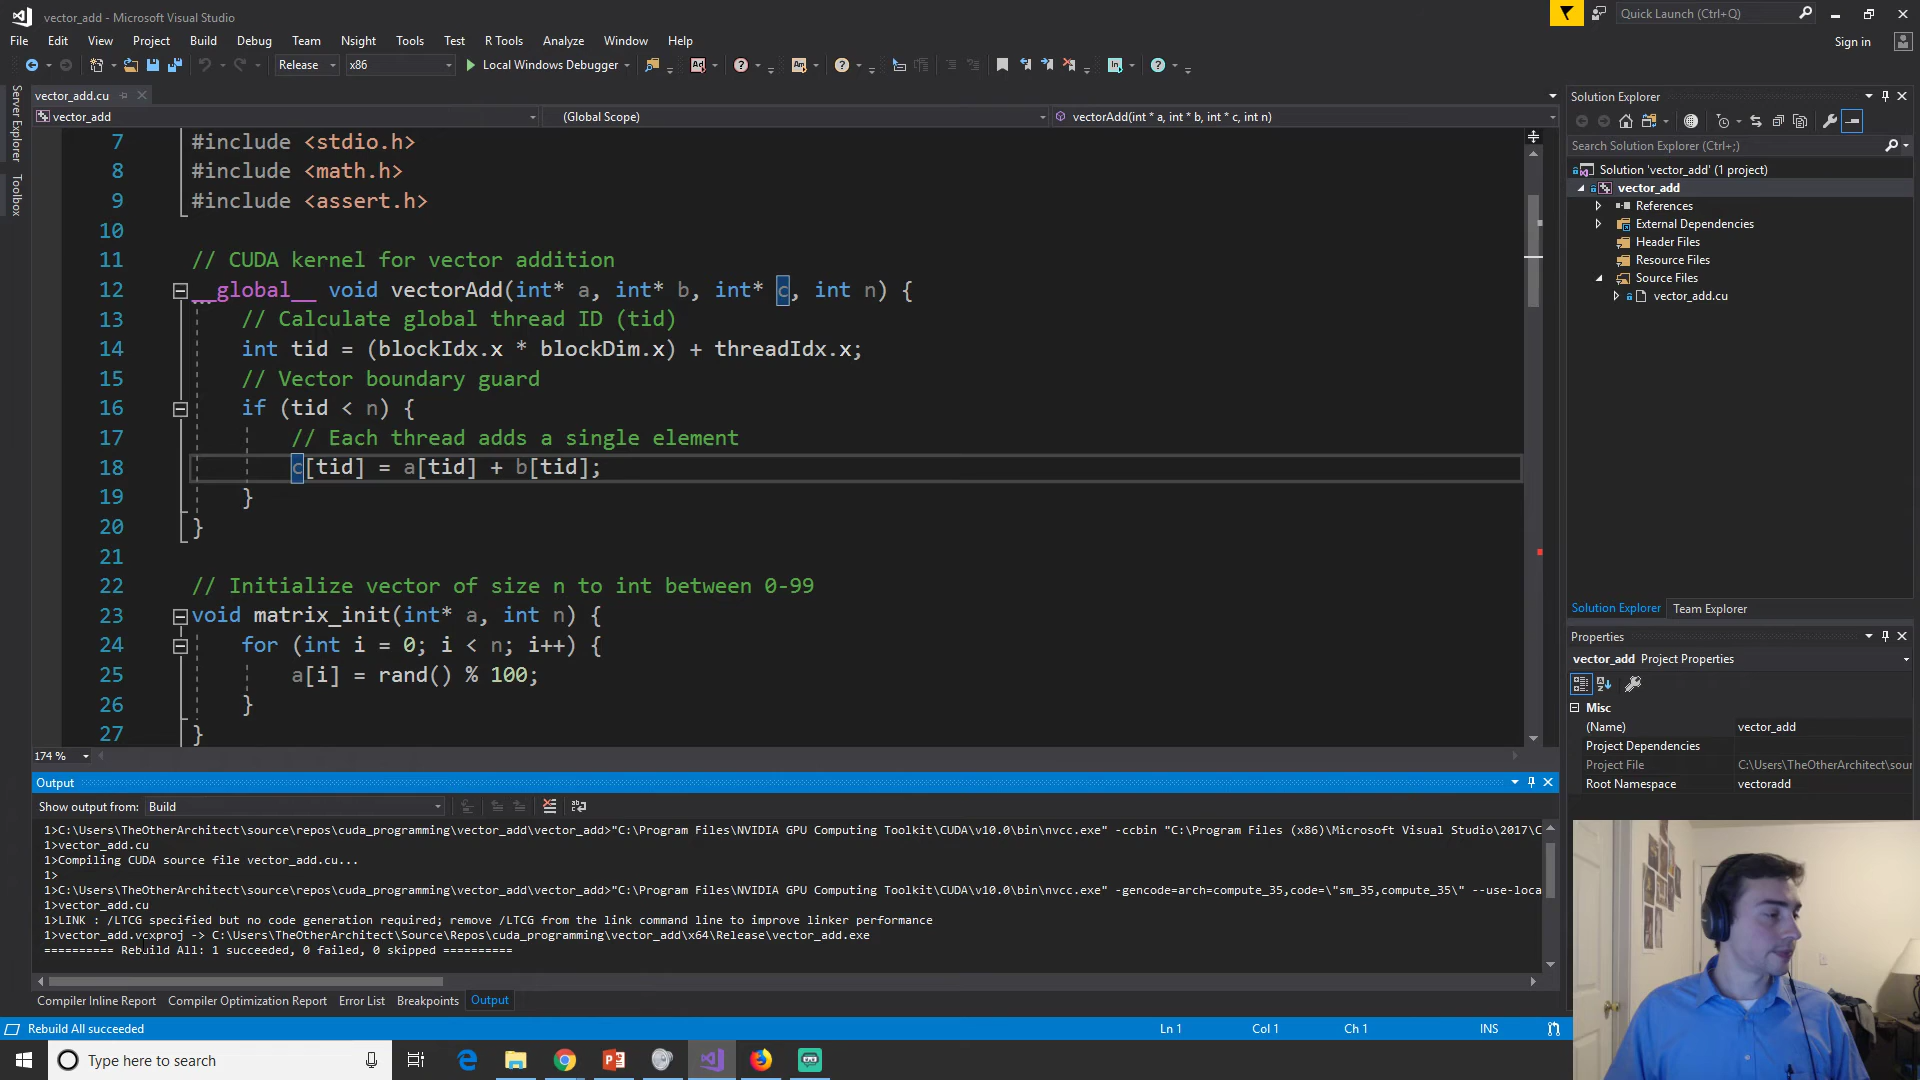 vector_add - Microsoft Visual Studio
Quick Launch (Ctrl+Q)
File Edit View Project Build Debug Team Nsight Tools R Tools Test Analyze Window Help
Sign in
Release x86 Local Windows Debugger
Server Explorer
Toolbox
vector_add.cu
vector_add (Global Scope) vectorAdd(int * a, int * b, int * c, int n)
7 #include <stdio.h>
8 #include <math.h>
9 #include <assert.h>
10
11 // CUDA kernel for vector addition
12 __global__ void vectorAdd(int* a, int* b, int* c, int n) {
13 // Calculate global thread ID (tid)
14 int tid = (blockIdx.x * blockDim.x) + threadIdx.x;
15 // Vector boundary guard
16 if (tid < n) {
17 // Each thread adds a single element
18 c[tid] = a[tid] + b[tid];
19 }
20 }
21
22 // Initialize vector of size n to int between 0-99
23 void matrix_init(int* a, int n) {
24 for (int i = 0; i < n; i++) {
25 a[i] = rand() % 100;
26 }
27 }
174 %
Output
Show output from: Build
1>C:\Users\TheOtherArchitect\source\repos\cuda_programming\vector_add\vector_add>"C:\Program Files\NVIDIA GPU Computing Toolkit\CUDA\v10.0\bin\nvcc.exe" -ccbin "C:\Program Files (x86)\Microsoft Visual Studio\2017\C
1>vector_add.cu
1>Compiling CUDA source file vector_add.cu...
1>
1>C:\Users\TheOtherArchitect\source\repos\cuda_programming\vector_add\vector_add>"C:\Program Files\NVIDIA GPU Computing Toolkit\CUDA\v10.0\bin\nvcc.exe" -gencode=arch=compute_35,code=\"sm_35,compute_35\" --use-loca
1>vector_add.cu
1>LINK : /LTCG specified but no code generation required; remove /LTCG from the link command line to improve linker performance
1>vector_add.vcxproj -> C:\Users\TheOtherArchitect\Source\Repos\cuda_programming\vector_add\x64\Release\vector_add.exe
========== Rebuild All: 1 succeeded, 0 failed, 0 skipped ==========
Compiler Inline Report Compiler Optimization Report Error List Breakpoints Output
Rebuild All succeeded Ln 1 Col 1 Ch 1 INS
Type here to search
Solution Explorer
Search Solution Explorer (Ctrl+;)
Solution 'vector_add' (1 project)
vector_add
References
External Dependencies
Header Files
Resource Files
Source Files
vector_add.cu
Solution Explorer Team Explorer
Properties
vector_add Project Properties
Misc
(Name) vector_add
Project Dependencies
Project File C:\Users\TheOtherArchitect\sour
Root Namespace vectoradd